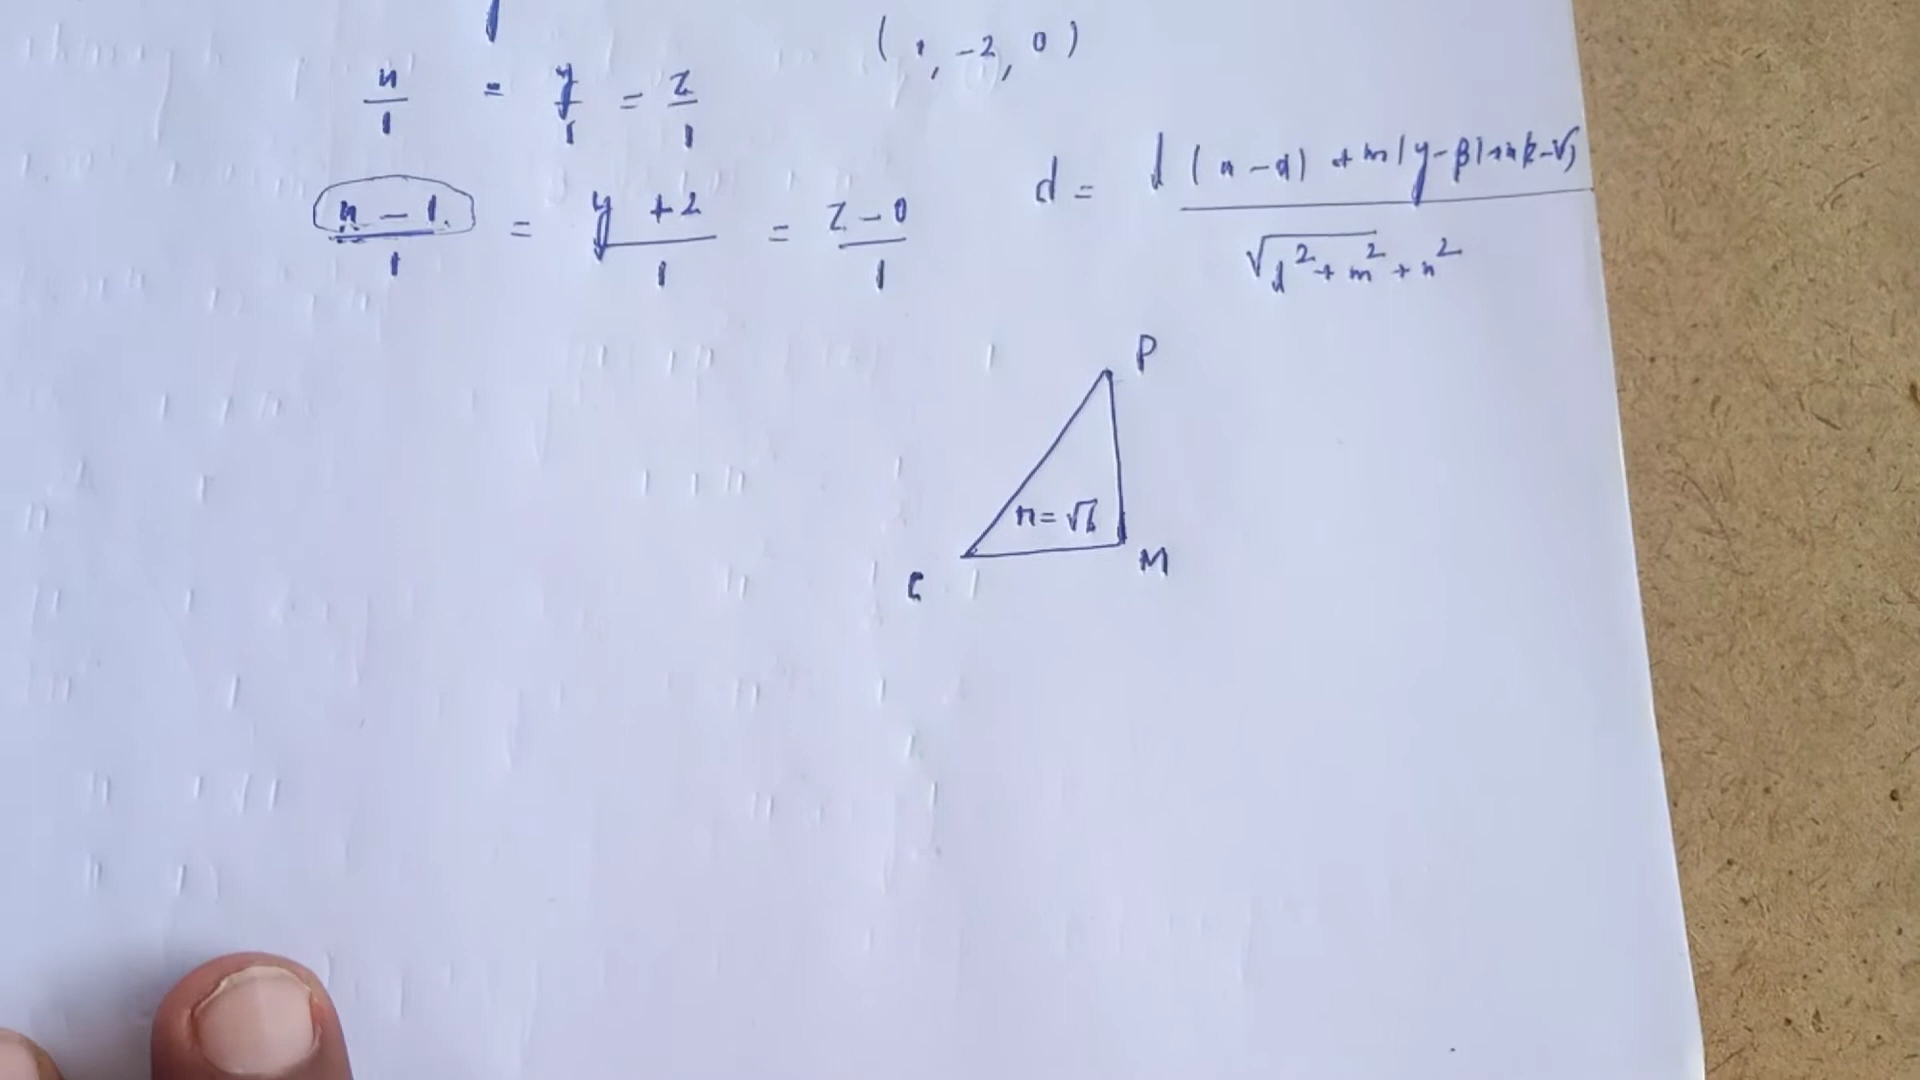 (1, -2, 0)
x/1 = y/1 = z/1
d = l(x-α) + m(y-β) + n(z-γ) / √l²+m²+n²
x-1/1 = y+2/1 = z-0/1
P
r=√6
C M